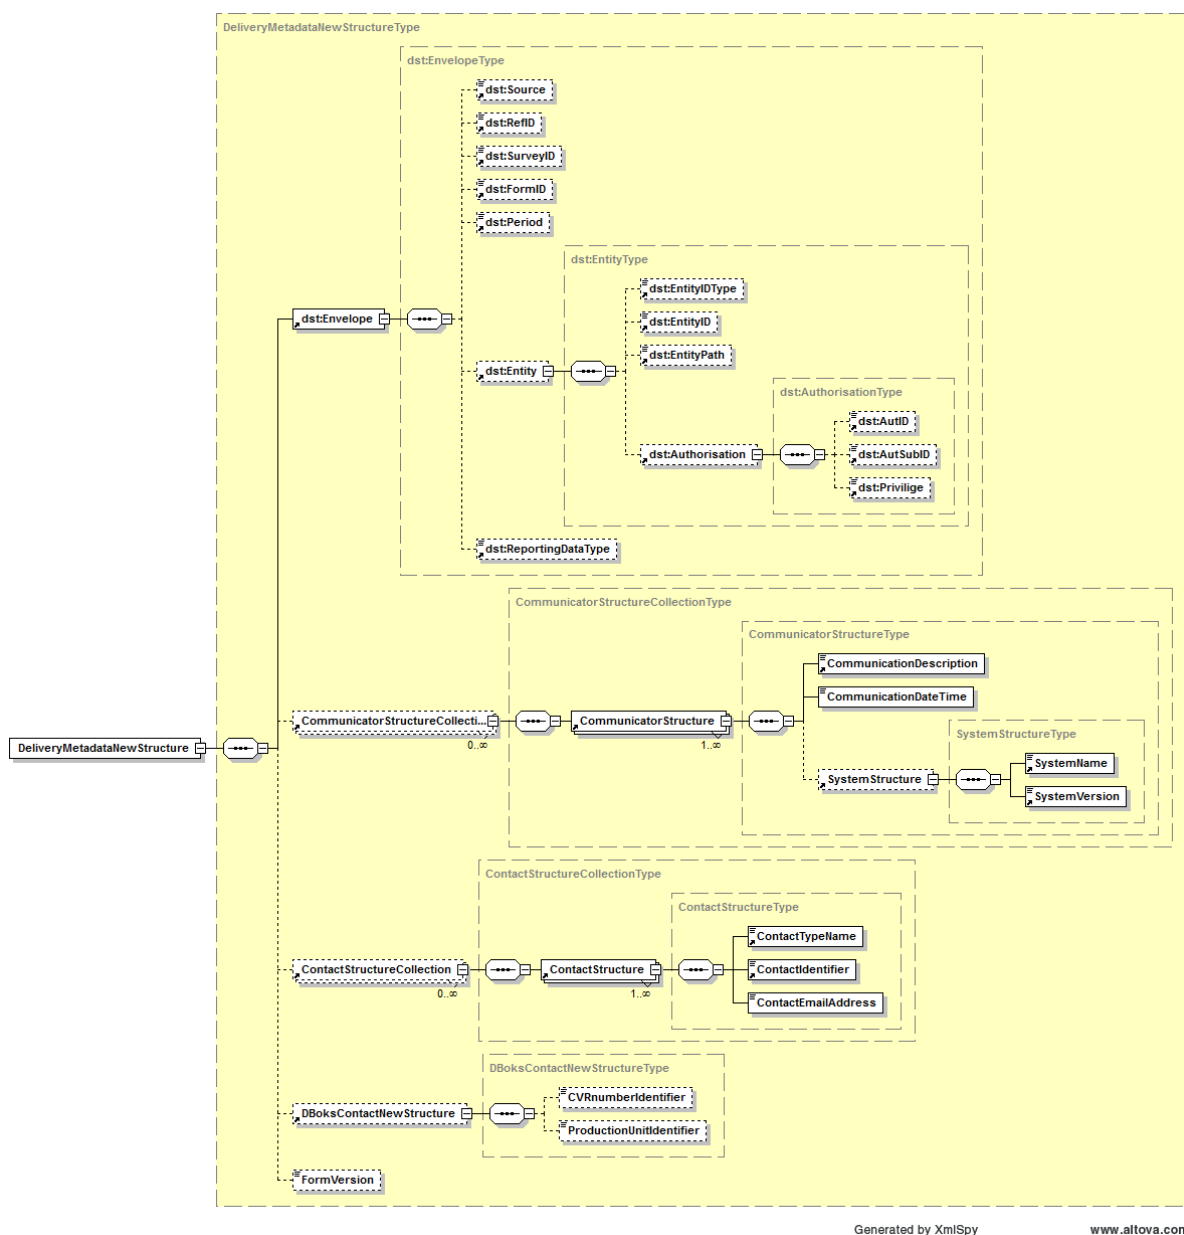 DeliveryMetadataNewStructureType
dst:EnvelopeType
dst:Source
dst:RefID
dst:SurveyID
dst:FormID
dst:Period
dst:EntityType
dst:EntityIDType
dst:Envelope
dst:EntityID
dst:EntityPath
dst:Entity
dst:AuthorisationType
dst:AutID
dst:Authorisation
dst:AutSubID
dst:Privilige
dst:ReportingDataType
CommunicatorStructureCollectionType
CommunicatorStructureType
CommunicationDescription
CommunicationDateTime
CommunicatorStructureCollecti...
0..∞
CommunicatorStructure
1..∞
SystemStructureType
DeliveryMetadataNewStructure
SystemName
SystemStructure
SystemVersion
ContactStructureCollectionType
ContactStructureType
ContactTypeName
ContactStructureCollection
0..∞
ContactStructure
1..∞
ContactIdentifier
ContactEmailAddress
DBoksContactNewStructureType
CVRnumberIdentifier
DBoksContactNewStructure
ProductionUnitIdentifier
FormVersion
Generated by XmlSpy www.altova.com